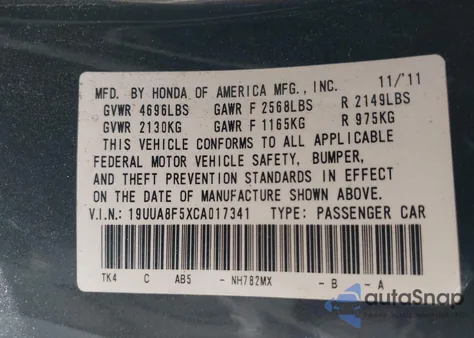 MFD. BY HONDA OF AMERICA MFG., INC. 11/'11
GVWR 4696LBS GAWR F 2568LBS R 2149LBS
GVWR 2130KG GAWR F 1165KG R 975KG
THIS VEHICLE CONFORMS TO ALL APPLICABLE
FEDERAL MOTOR VEHICLE SAFETY, BUMPER,
AND THEFT PREVENTION STANDARDS IN EFFECT
ON THE DATE OF MANUFACTURE SHOWN ABOVE.
V.I.N.: 19UUA8F5XCA017341 TYPE: PASSENGER CAR
TK4 C AB5 - NH782MX - B - A
autoSnap